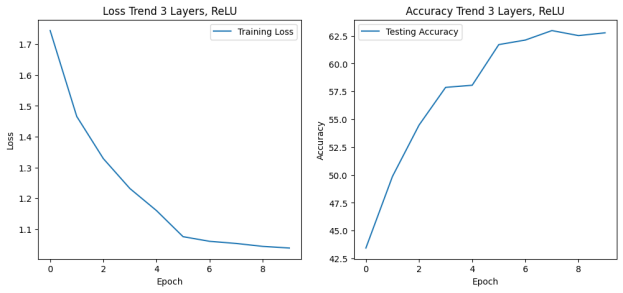 Loss Trend 3 Layers, ReLU
Training Loss
1.7
1.6
1.5
1.4
1.3
1.2
1.1
Loss
0 2 4 6 8
Epoch
Accuracy Trend 3 Layers, ReLU
Testing Accuracy
62.5
60.0
57.5
55.0
52.5
50.0
47.5
45.0
42.5
Accuracy
0 2 4 6 8
Epoch